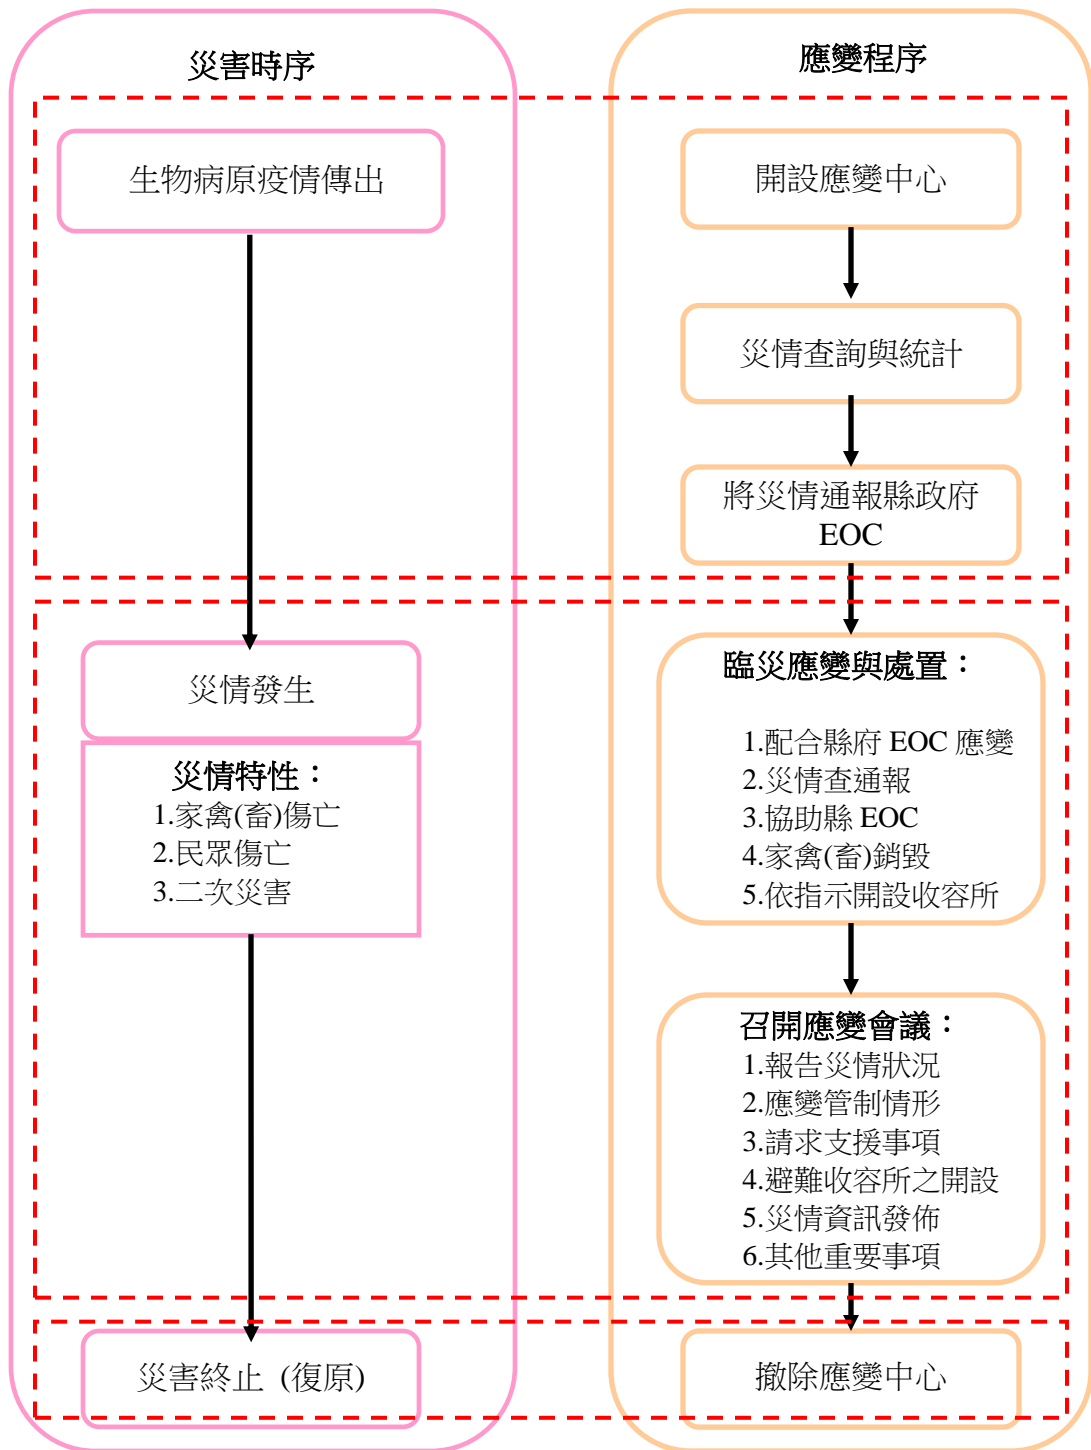 災害時序
生物病原疫情傳出
災情發生
災情特性：
1.家禽(畜)傷亡
2.民眾傷亡
3.二次災害
災害終止 (復原)
應變程序
開設應變中心
災情查詢與統計
將災情通報縣政府
EOC
臨災應變與處置：
1.配合縣府 EOC 應變
2.災情查通報
3.協助縣 EOC
4.家禽(畜)銷毀
5.依指示開設收容所
召開應變會議：
1.報告災情狀況
2.應變管制情形
3.請求支援事項
4.避難收容所之開設
5.災情資訊發佈
6.其他重要事項
撤除應變中心